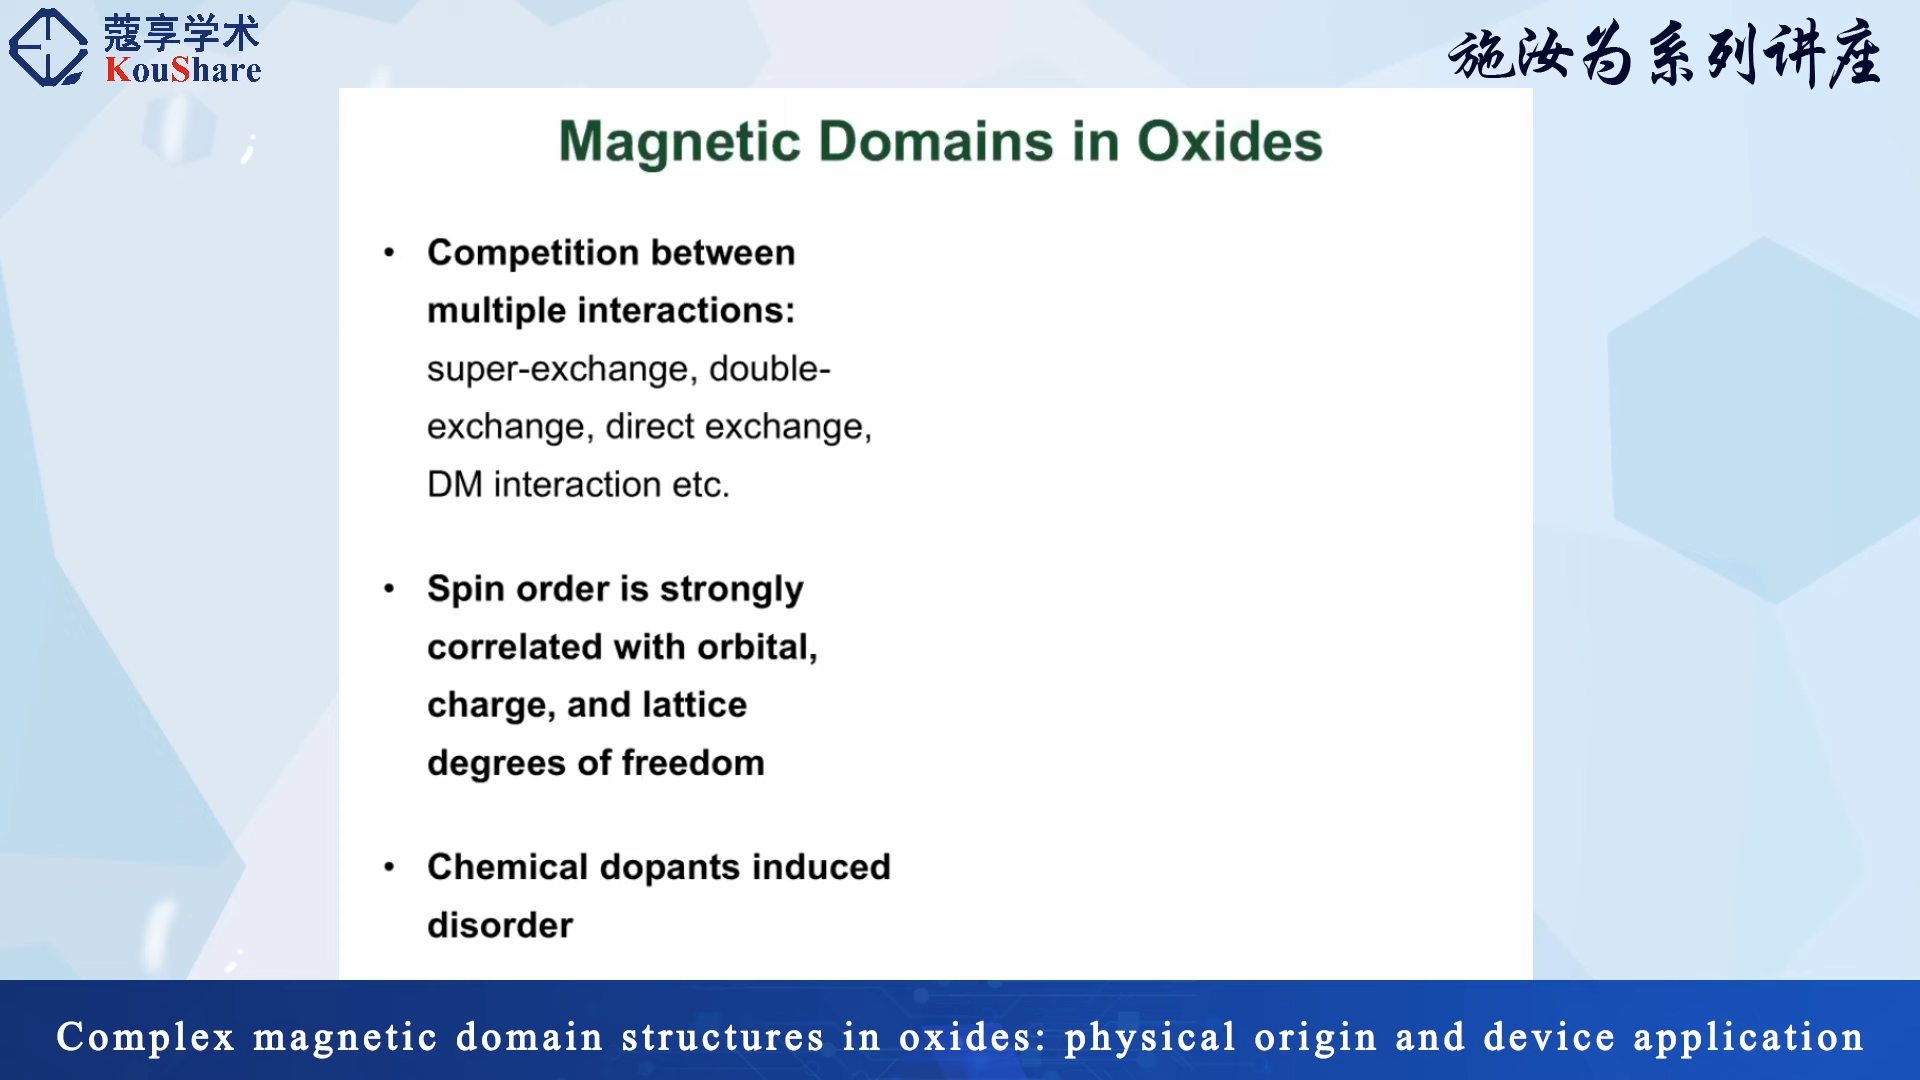 蔻享学术
KouShare
施汝为系列讲座
Magnetic Domains in Oxides
• Competition between
multiple interactions:
super-exchange, double-
exchange, direct exchange,
DM interaction etc.
• Spin order is strongly
correlated with orbital,
charge, and lattice
degrees of freedom
• Chemical dopants induced
disorder
Complex magnetic domain structures in oxides: physical origin and device application